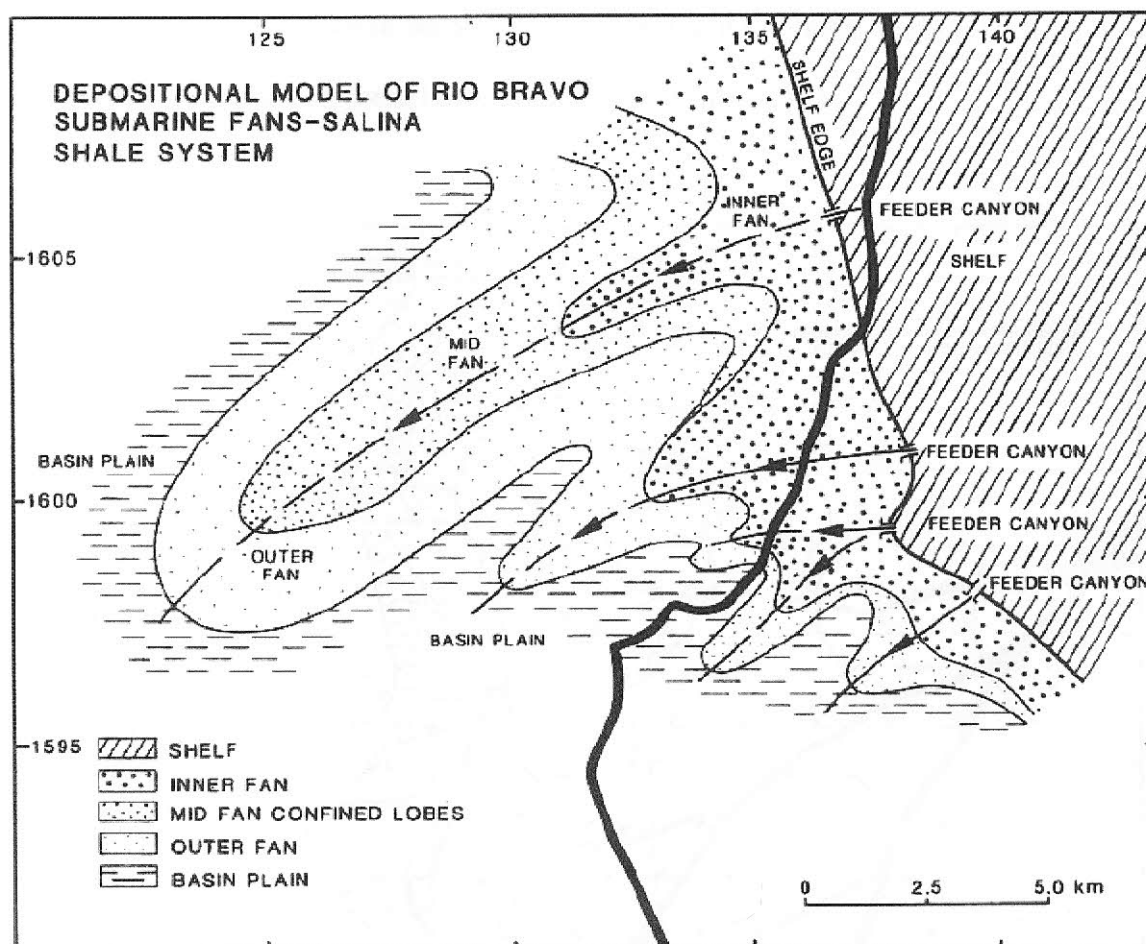 125
130
135
140
DEPOSITIONAL MODEL OF RIO BRAVO
SUBMARINE FANS-SALINA
SHALE SYSTEM
SHELF EDGE
INNER
FAN
FEEDER CANYON
SHELF
1605
MID
FAN
BASIN PLAIN
FEEDER CANYON
1600
FEEDER CANYON
OUTER
FAN
FEEDER CANYON
BASIN PLAIN
1595
SHELF
INNER FAN
MID FAN CONFINED LOBES
OUTER FAN
BASIN PLAIN
0 2.5 5.0 km